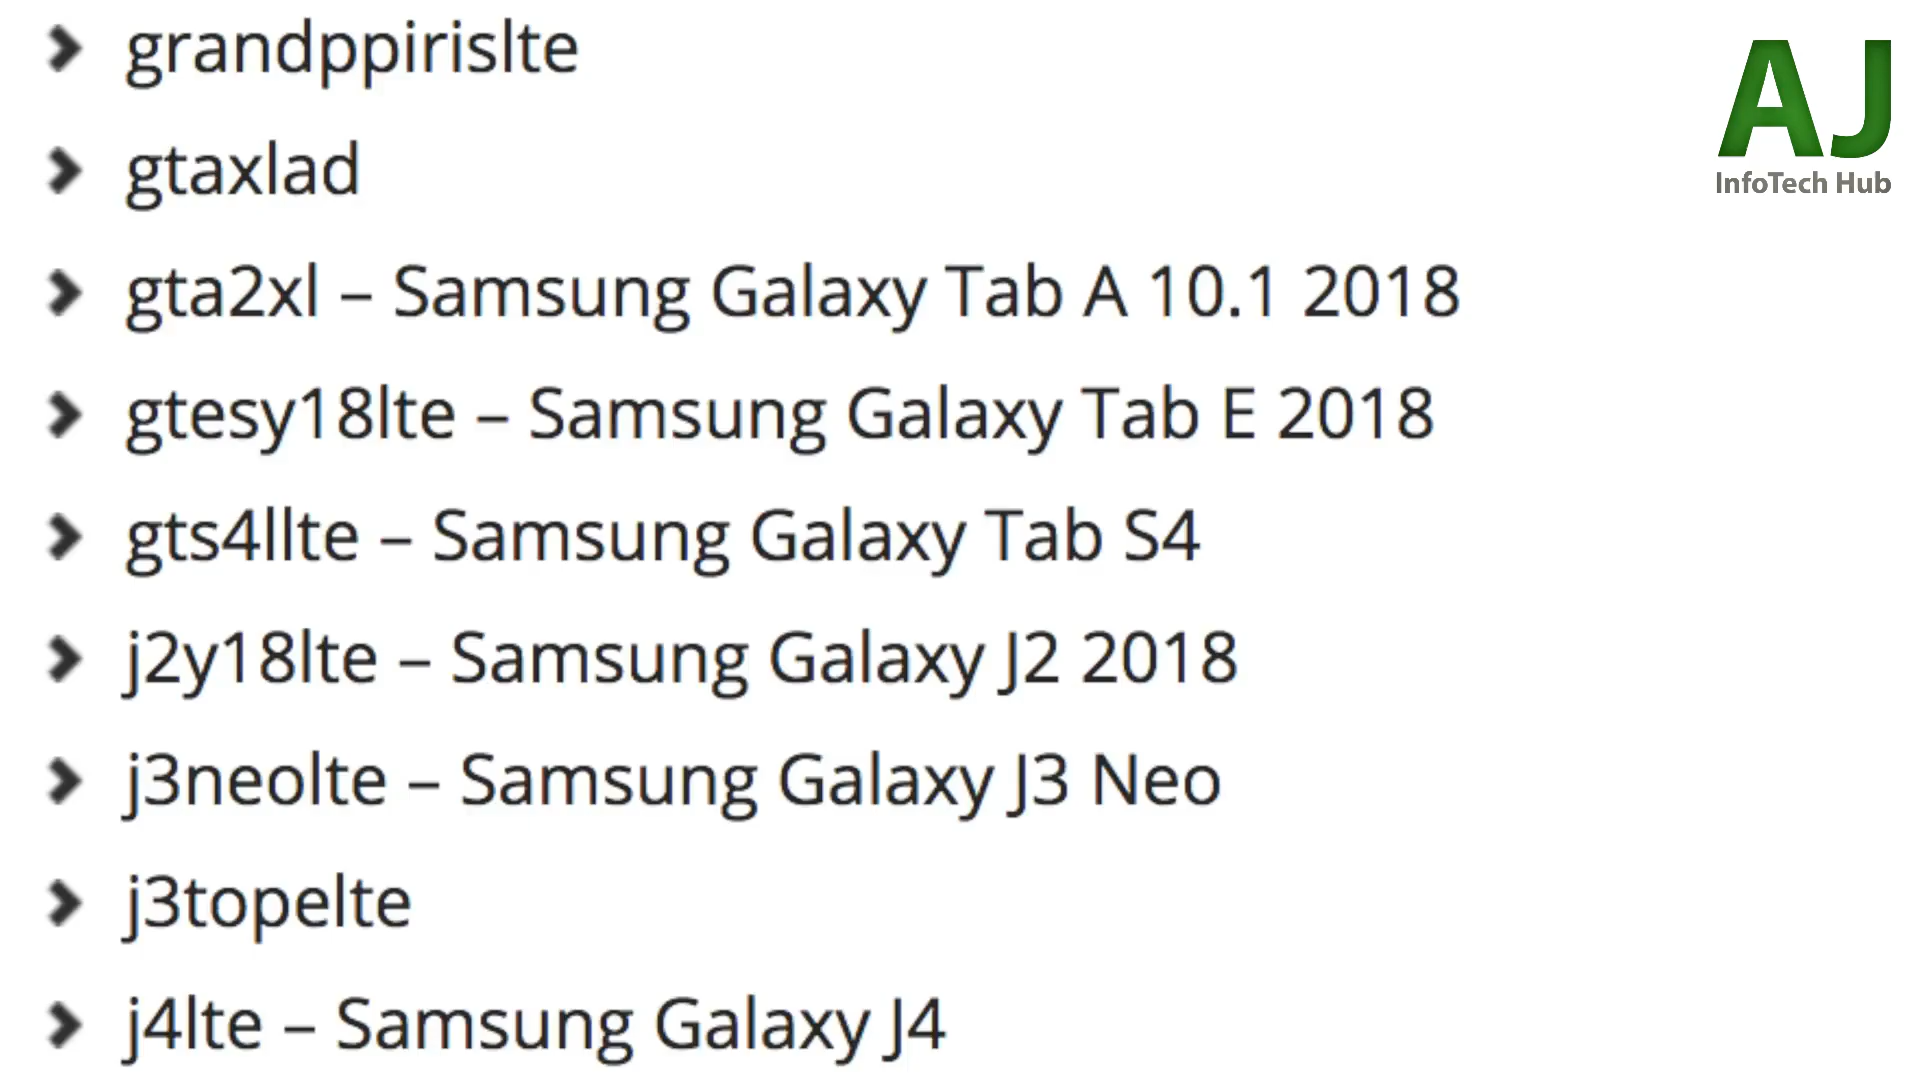 grandppirislte
gtaxlad
gta2xl – Samsung Galaxy Tab A 10.1 2018
gtesy18lte – Samsung Galaxy Tab E 2018
gts4llte – Samsung Galaxy Tab S4
j2y18lte – Samsung Galaxy J2 2018
j3neolte – Samsung Galaxy J3 Neo
j3topelte
j4lte – Samsung Galaxy J4
AJ
InfoTech Hub